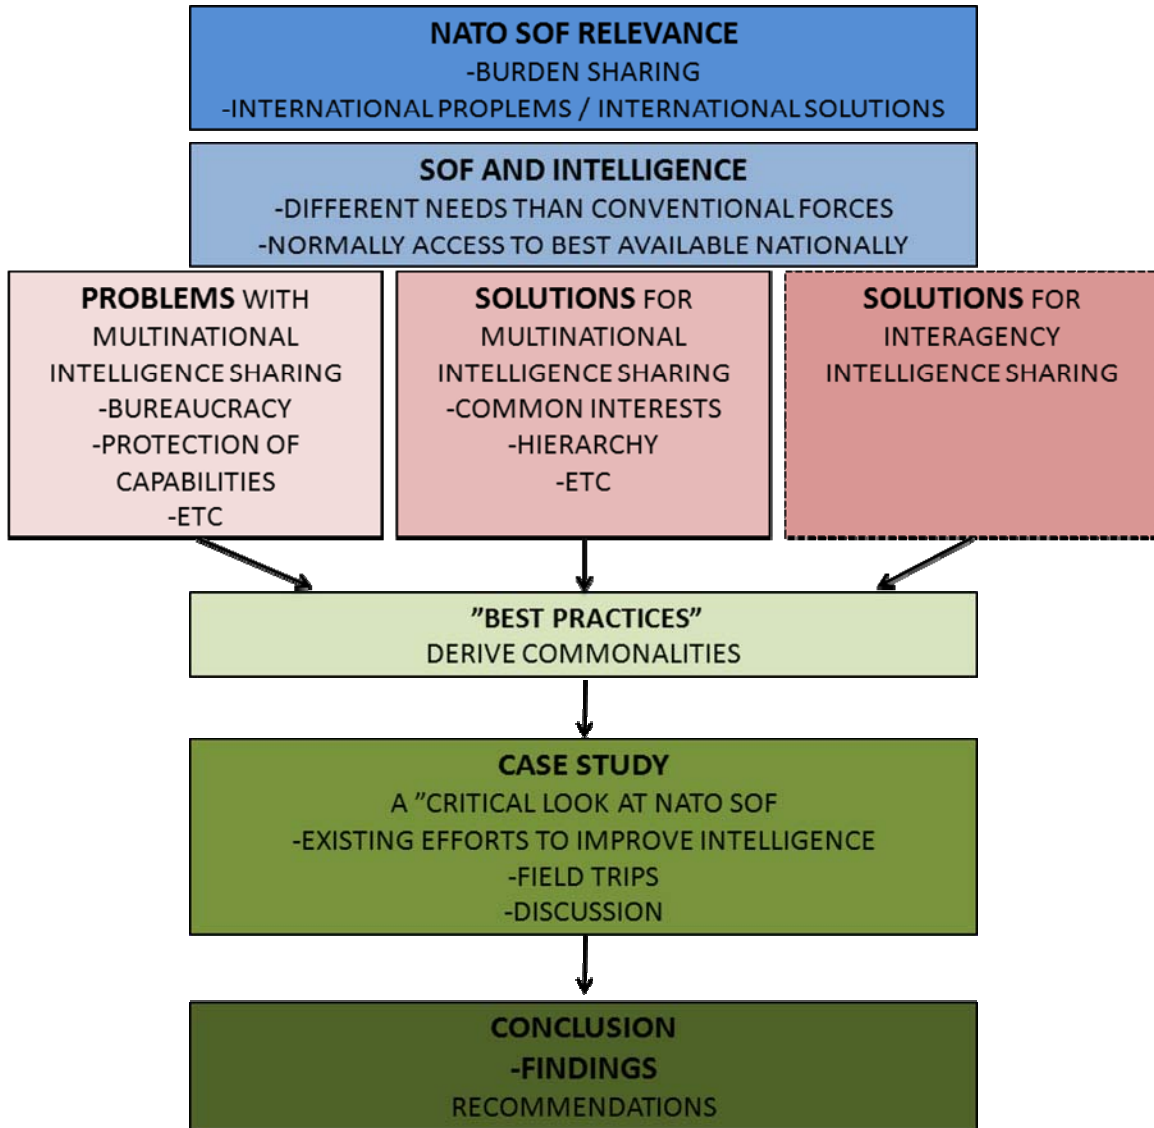 NATO SOF RELEVANCE
-BURDEN SHARING
-INTERNATIONAL PROPLEMS / INTERNATIONAL SOLUTIONS
SOF AND INTELLIGENCE
-DIFFERENT NEEDS THAN CONVENTIONAL FORCES
-NORMALLY ACCESS TO BEST AVAILABLE NATIONALLY
PROBLEMS WITH
MULTINATIONAL
INTELLIGENCE SHARING
-BUREAUCRACY
-PROTECTION OF
CAPABILITIES
-ETC
SOLUTIONS FOR
MULTINATIONAL
INTELLIGENCE SHARING
-COMMON INTERESTS
-HIERARCHY
-ETC
SOLUTIONS FOR
INTERAGENCY
INTELLIGENCE SHARING
”BEST PRACTICES”
DERIVE COMMONALITIES
CASE STUDY
A ”CRITICAL LOOK AT NATO SOF
-EXISTING EFFORTS TO IMPROVE INTELLIGENCE
-FIELD TRIPS
-DISCUSSION
CONCLUSION
-FINDINGS
RECOMMENDATIONS